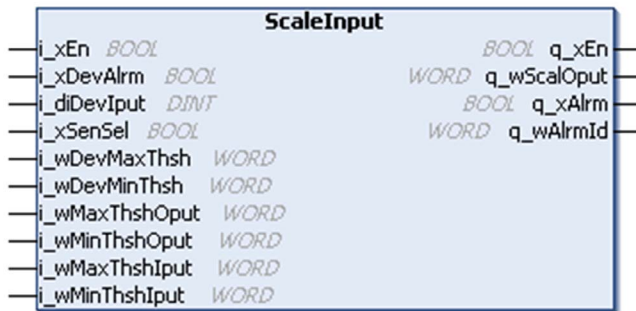 ScaleInput
i_xEn BOOL BOOL q_xEn
i_xDevAlrm BOOL WORD q_wScalOput
i_diDevIput DINT BOOL q_xAlrm
i_xSenSel BOOL WORD q_wAlrmId
i_wDevMaxThsh WORD
i_wDevMinThsh WORD
i_wMaxThshOput WORD
i_wMinThshOput WORD
i_wMaxThshIput WORD
i_wMinThshIput WORD